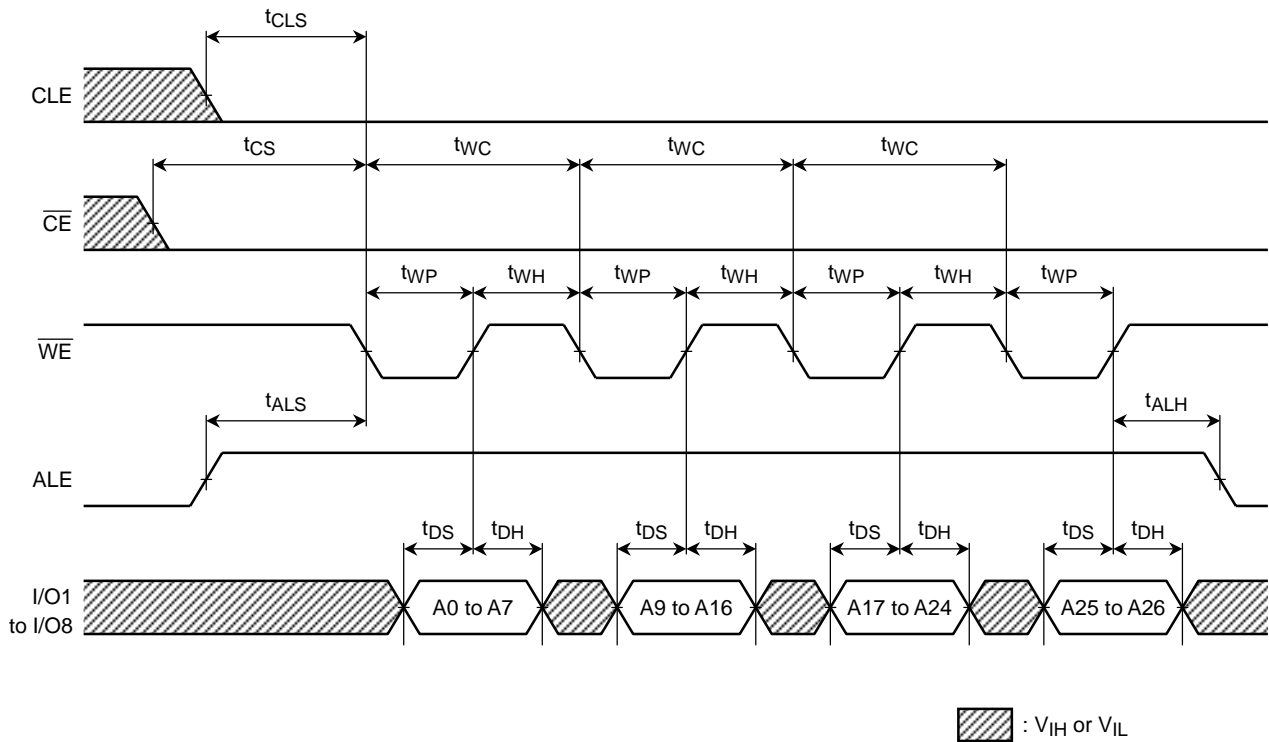 tCLS
CLE
tCS
tWC
tWC
tWC
CE
tWP
tWH
tWP
tWH
tWP
tWH
tWP
WE
tALS
tALH
ALE
tDS
tDH
tDS
tDH
tDS
tDH
tDS
tDH
I/O1
to I/O8
A0 to A7
A9 to A16
A17 to A24
A25 to A26
: VIH or VIL